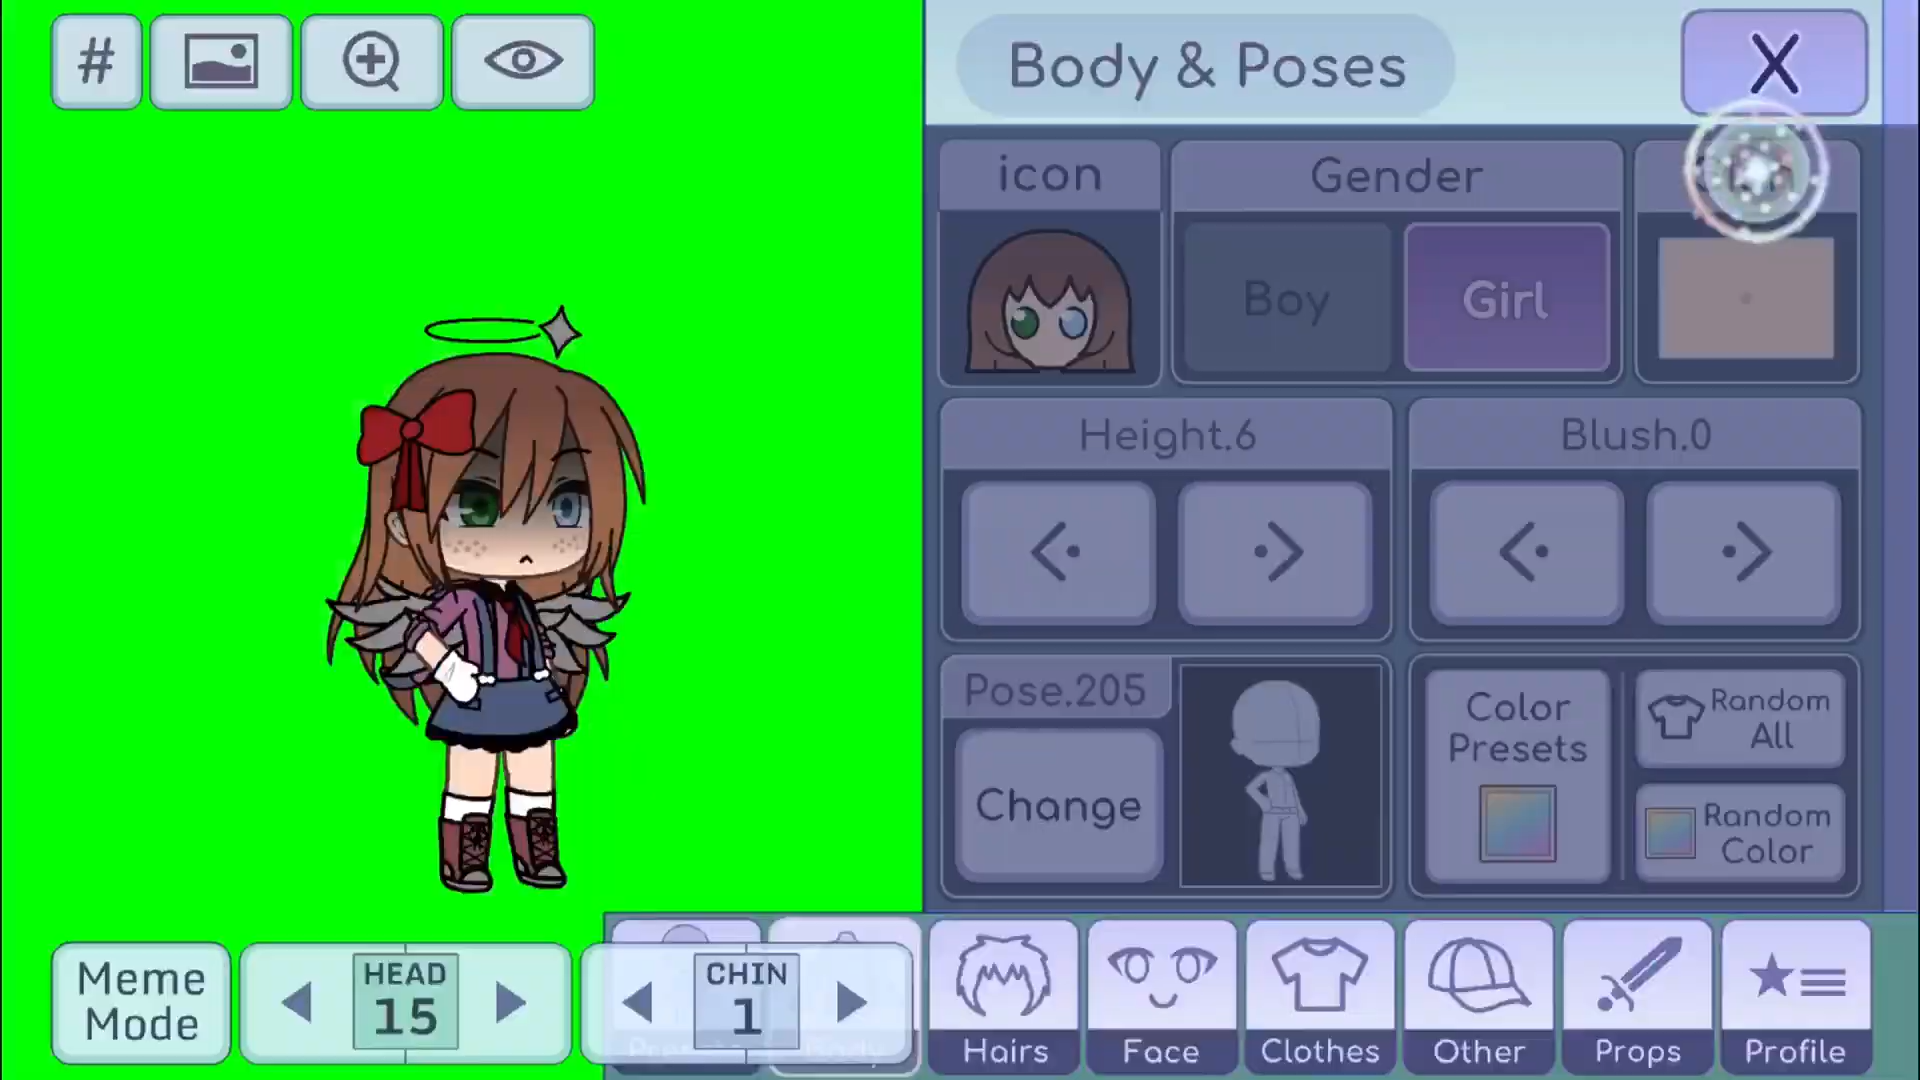 #
Body & Poses
X
icon
Gender
Boy
Girl
Height.6
Blush.0
Pose.205
Change
Color
Presets
Random
All
Random
Color
Meme
Mode
HEAD
15
CHIN
1
Body
Hairs
Face
Clothes
Other
Props
Profile